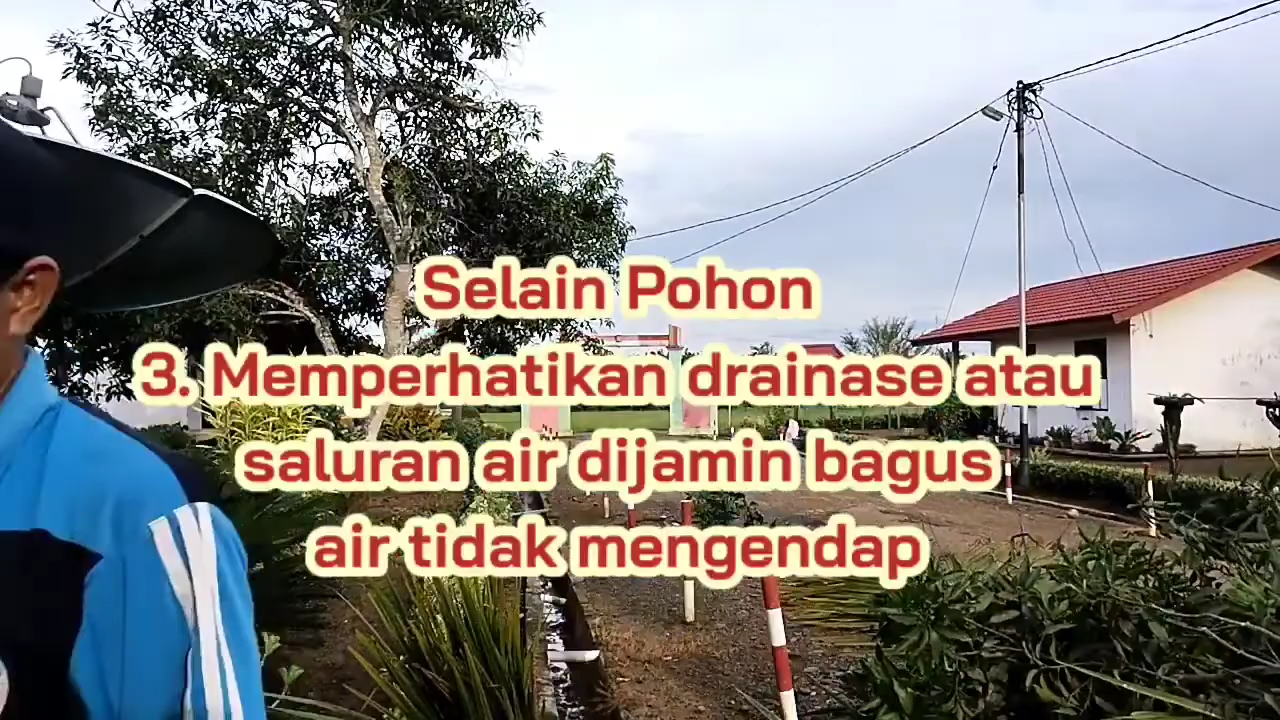 Selain Pohon
3. Memperhatikan drainase atau
saluran air dijamin bagus
air tidak mengendap